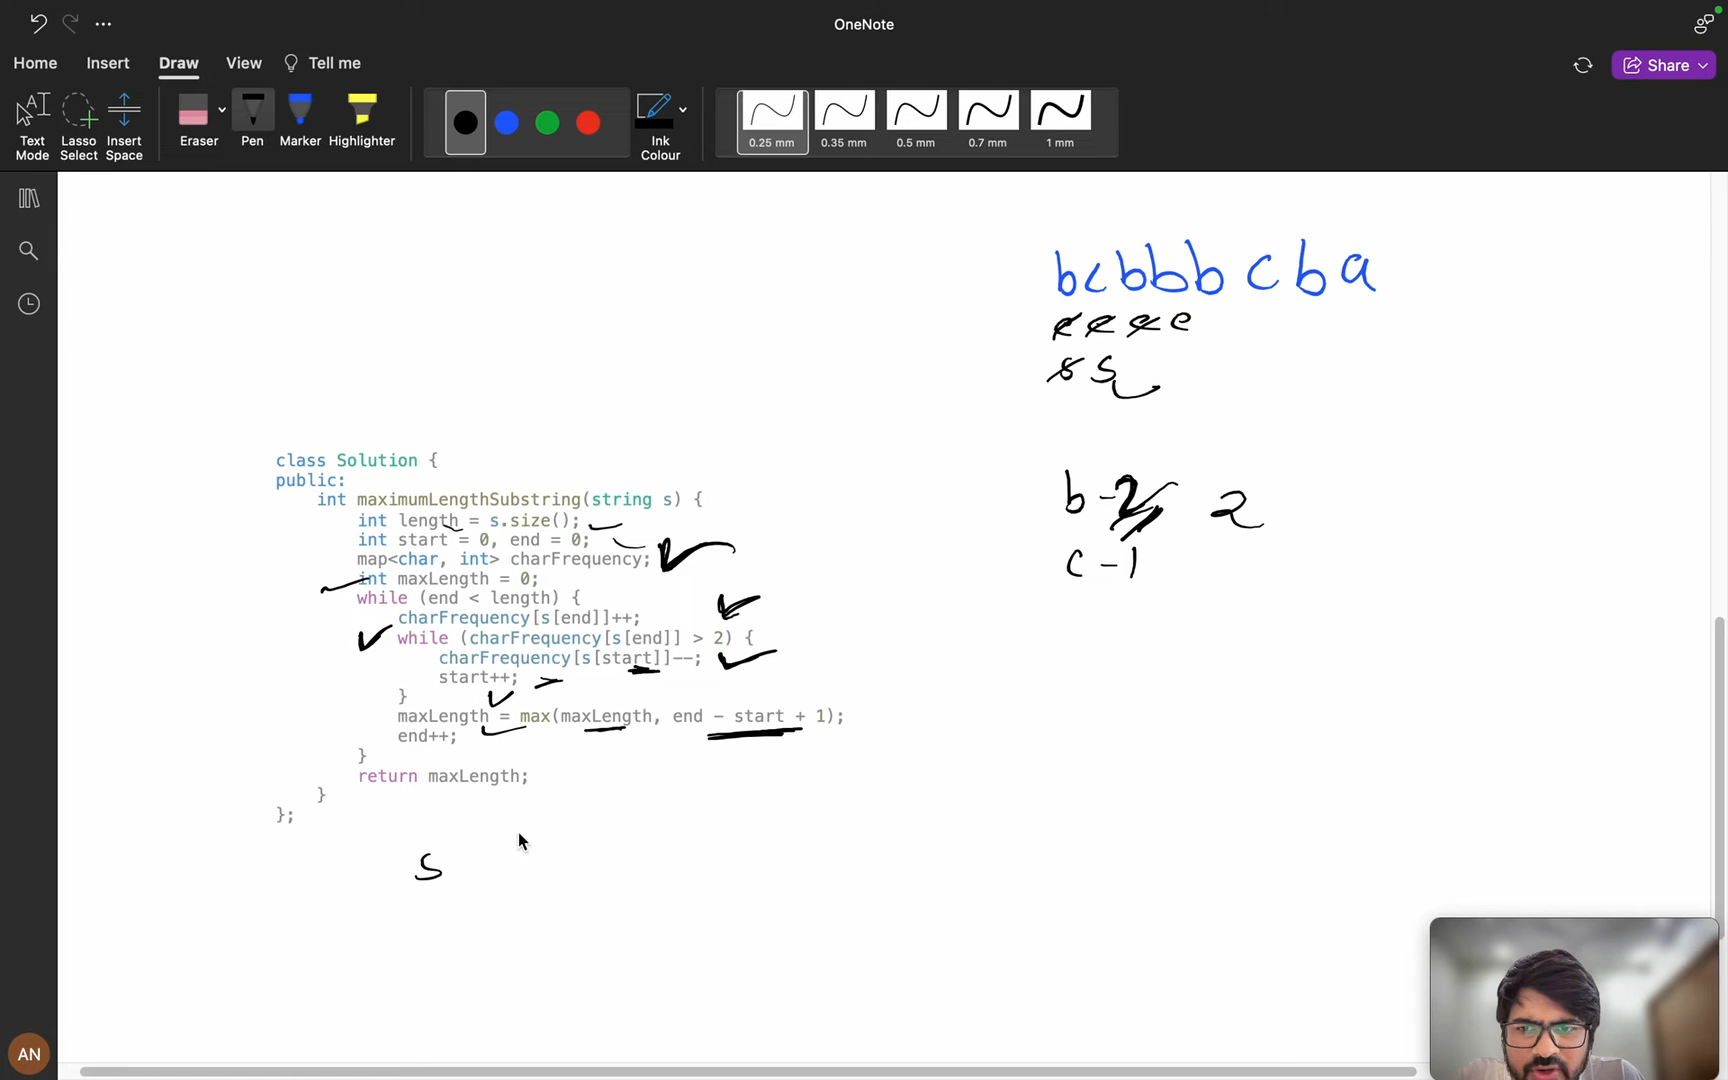 OneNote
Home Insert Draw View Tell me
Share
Text Mode
Lasso Select
Insert Space
Eraser
Pen
Marker
Highlighter
Ink Colour
0.25 mm
0.35 mm
0.5 mm
0.7 mm
1 mm
bcbbbcba
e e e e
s s
b - 2 2
c - 1
class Solution {
public:
    int maximumLengthSubstring(string s) {
        int length = s.size();
        int start = 0, end = 0;
        map<char, int> charFrequency;
        int maxLength = 0;
        while (end < length) {
            charFrequency[s[end]]++;
            while (charFrequency[s[end]] > 2) {
                charFrequency[s[start]]--;
                start++;
            }
            maxLength = max(maxLength, end - start + 1);
            end++;
        }
        return maxLength;
    }
};
s
AN